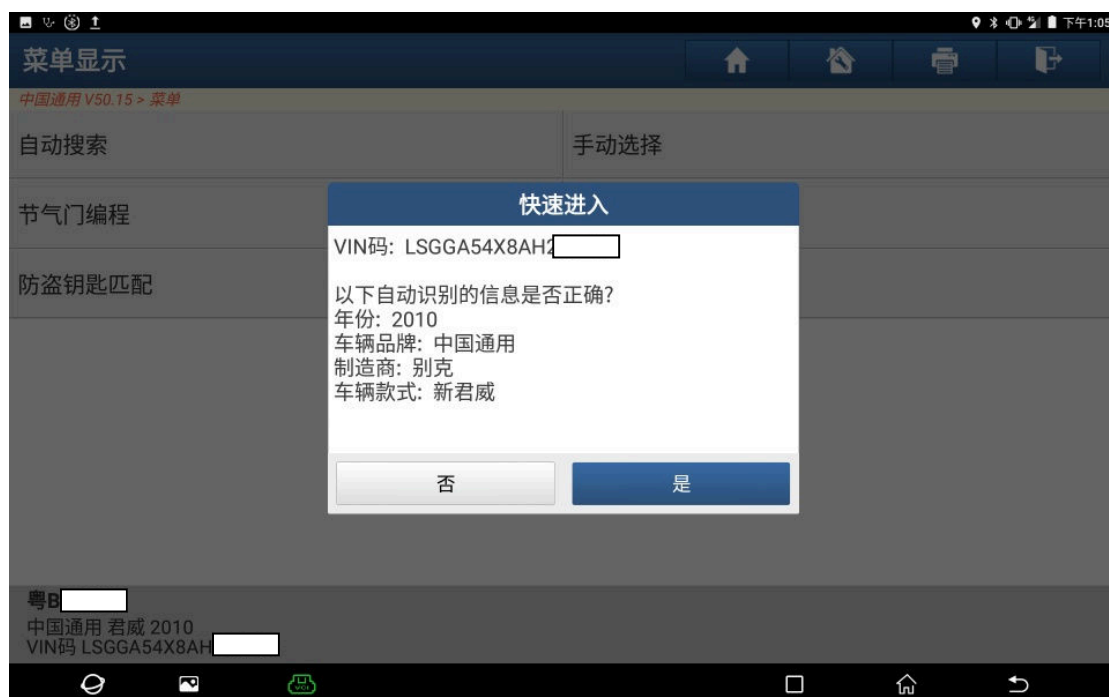 下午1:05
菜单显示
中国通用 V50.15 > 菜单
自动搜索
手动选择
节气门编程
防盗钥匙匹配
快速进入
VIN码: LSGGA54X8AH2
以下自动识别的信息是否正确?
年份: 2010
车辆品牌: 中国通用
制造商: 别克
车辆款式: 新君威
否
是
粤B
中国通用 君威 2010
VIN码 LSGGA54X8AH
VCI